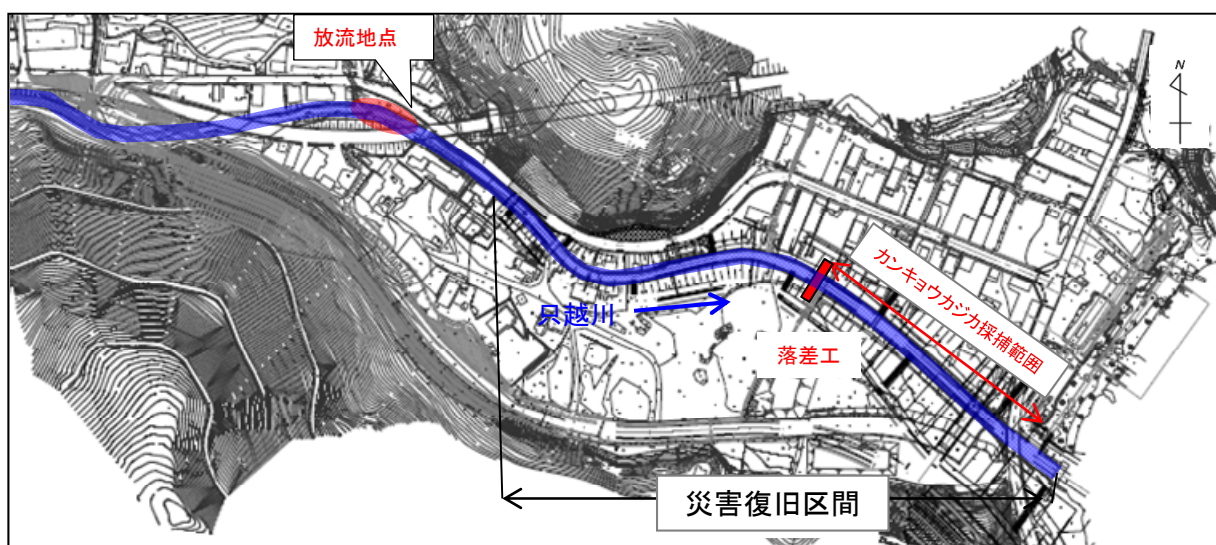 放流地点
N
カンキョウカジカ採捕範囲
只越川
落差工
災害復旧区間